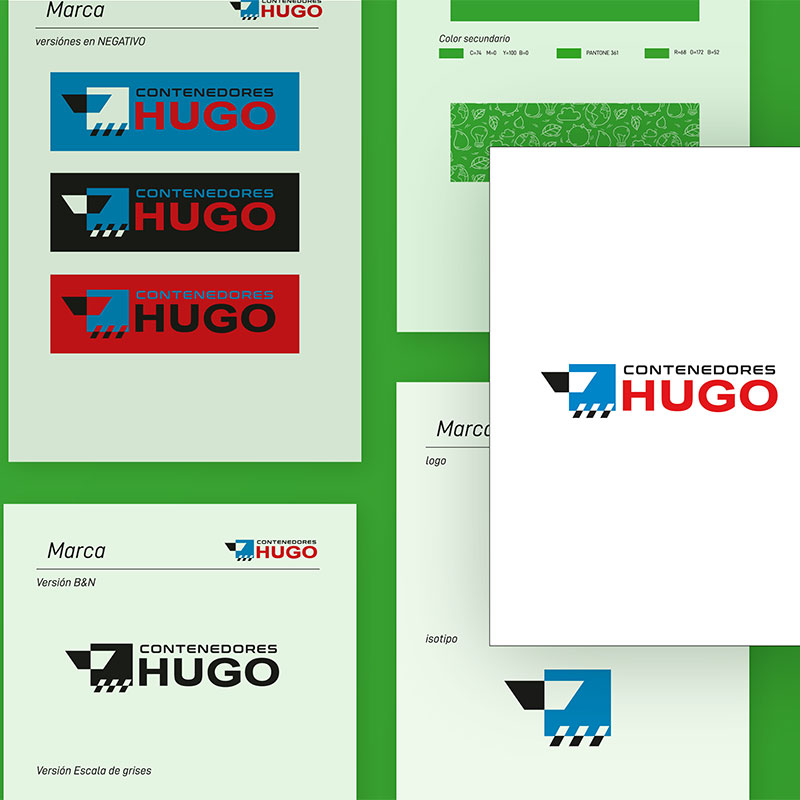 Marca
CONTENEDORES
HUGO
versiónes en NEGATIVO
CONTENEDORES
HUGO
CONTENEDORES
HUGO
CONTENEDORES
HUGO
Color secundario
C=74 M=0 Y=100 B=0
PANTONE 361
R=68 G=172 B=52
CONTENEDORES
HUGO
Marca
logo
isotipo
Marca
CONTENEDORES
HUGO
Versión B&N
CONTENEDORES
HUGO
Versión Escala de grises